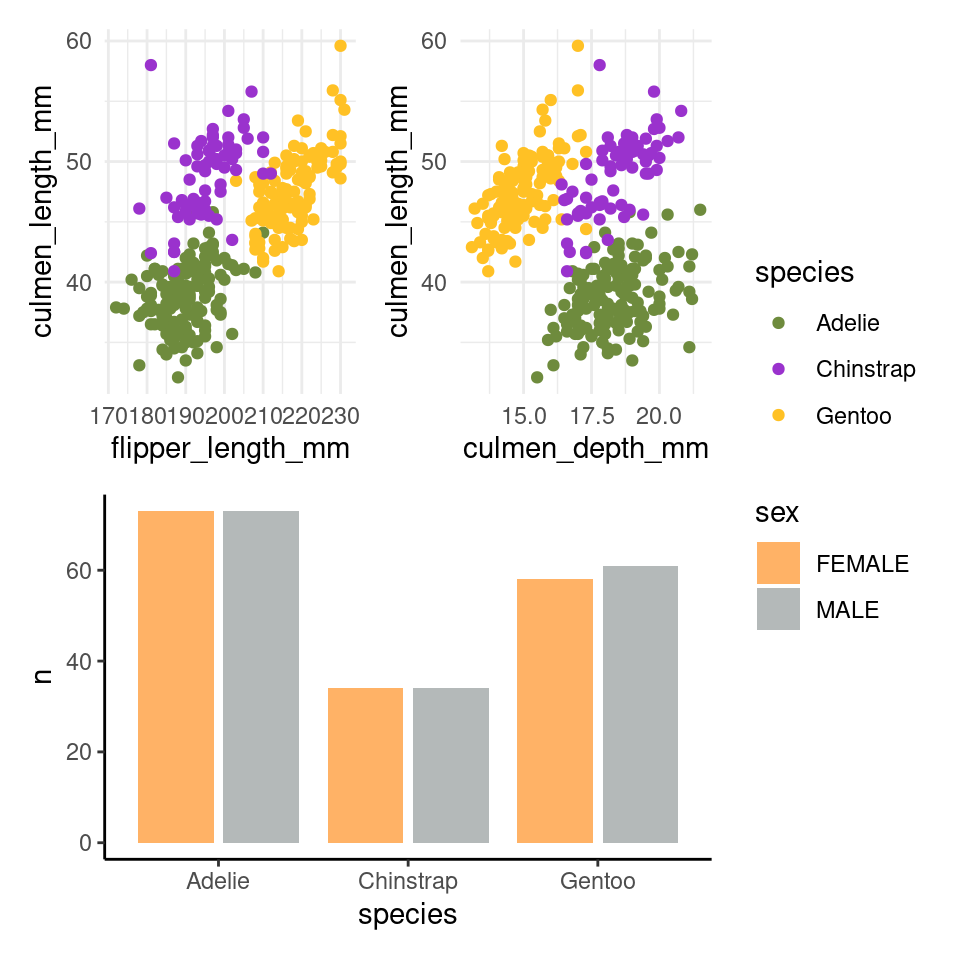 culmen_length_mm
60
50
40
170180190200210220230
flipper_length_mm
culmen_length_mm
60
50
40
15.0 17.5 20.0
culmen_depth_mm
species
Adelie
Chinstrap
Gentoo
n
60
40
20
0
Adelie Chinstrap Gentoo
species
sex
FEMALE
MALE